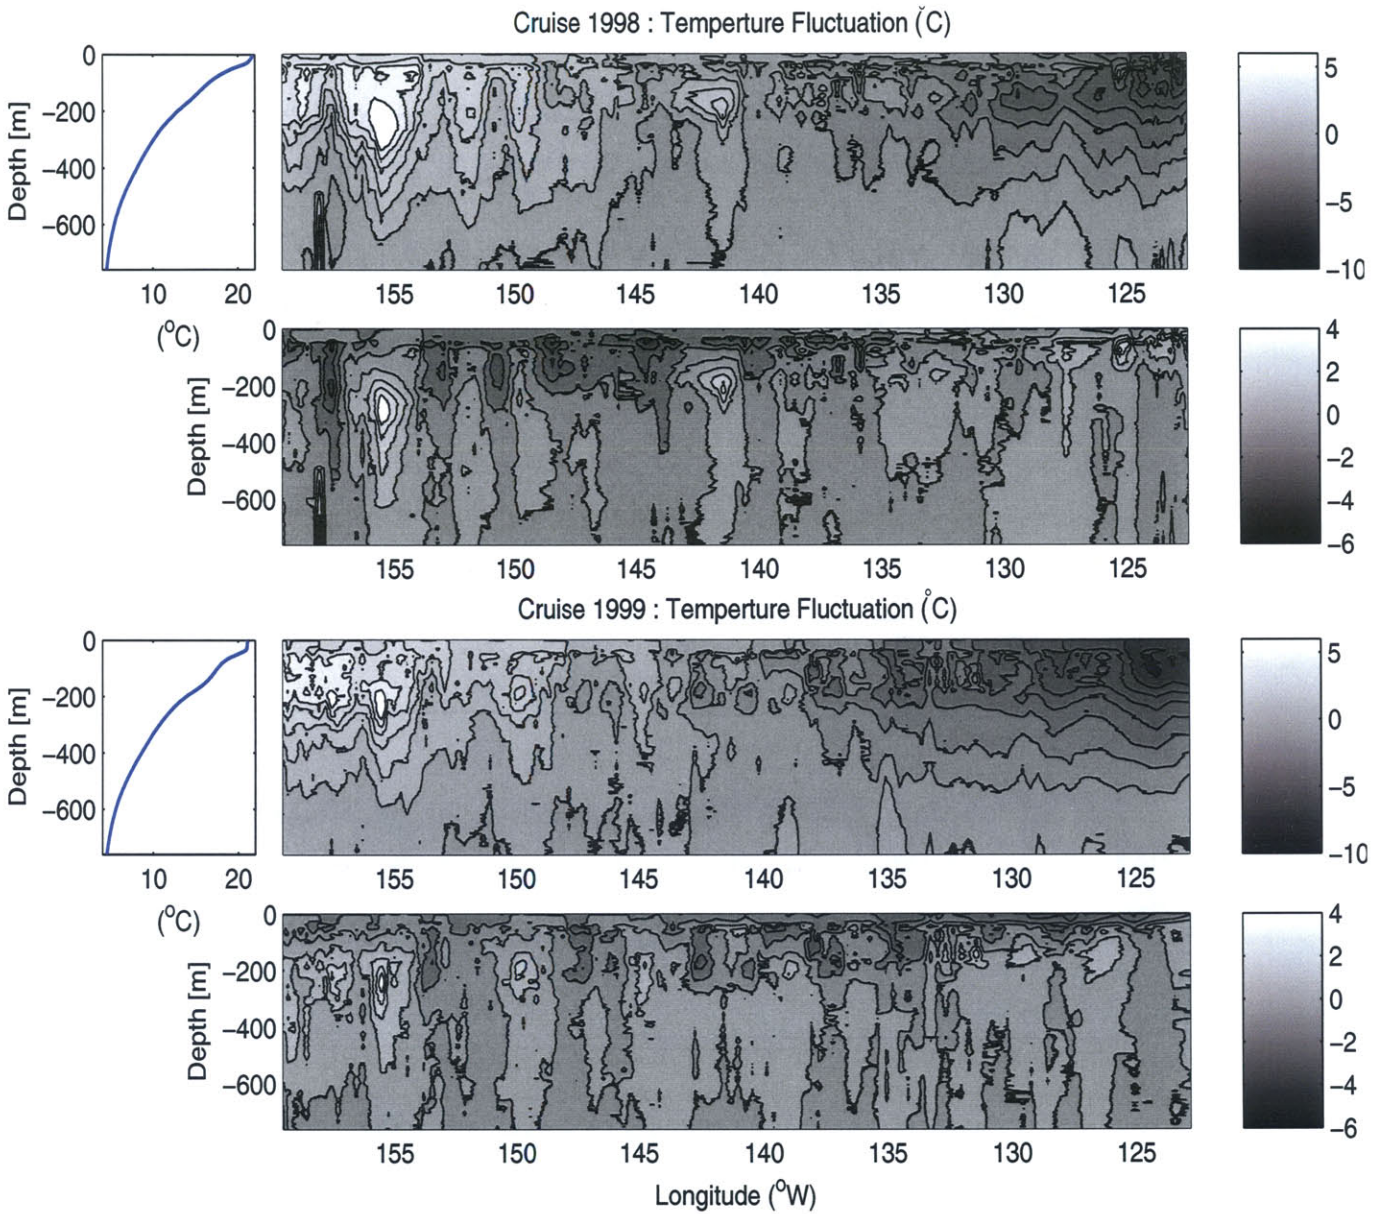 Cruise 1998 : Temperture Fluctuation (°C)
0
−200
−400
−600
Depth [m]
10 20
(°C)
155 150 145 140 135 130 125
5
0
−5
−10
0
−200
−400
−600
Depth [m]
155 150 145 140 135 130 125
4
2
0
−2
−4
−6
Cruise 1999 : Temperture Fluctuation (°C)
0
−200
−400
−600
Depth [m]
10 20
(°C)
155 150 145 140 135 130 125
5
0
−5
−10
0
−200
−400
−600
Depth [m]
155 150 145 140 135 130 125
Longitude (°W)
4
2
0
−2
−4
−6